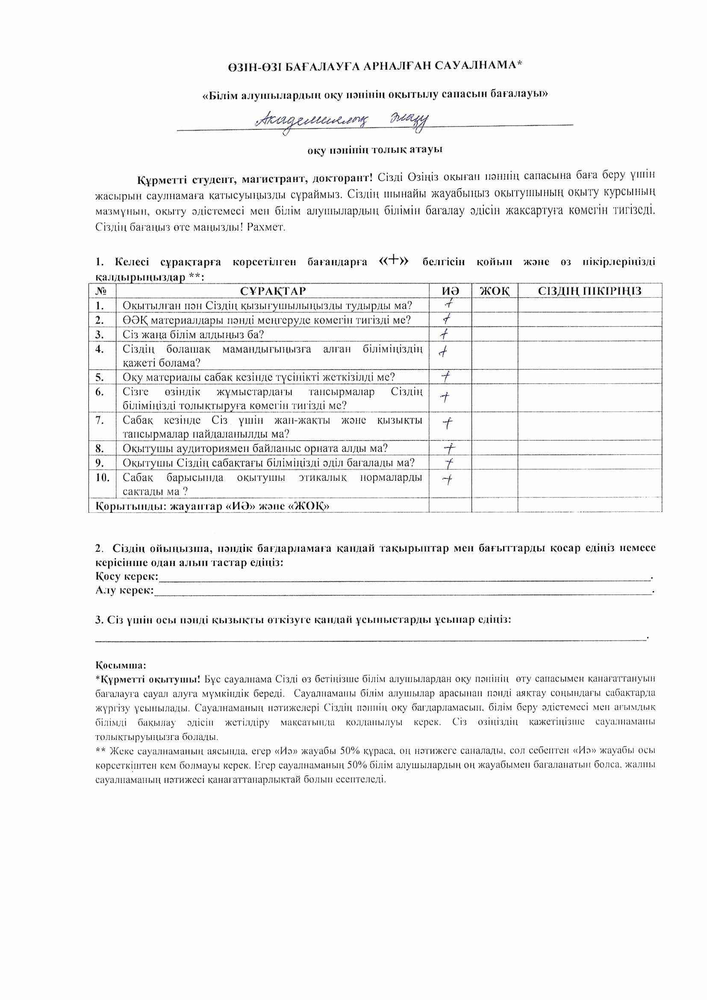 ӨЗІН-ӨЗІ БАҒАЛАУҒА АРНАЛҒАН САУАЛНАМА*
«Білім алушылардың оқу пәнінің оқытылу сапасын бағалауы»
Академиялық жазу
оқу пәнінің толық атауы
Құрметті студент, магистрант, докторант! Сізді Өзіңіз оқыған пәннің сапасына баға беру үшін
жасырын саулнамаға қатысуыңызды сұраймыз. Сіздің шынайы жауабыңыз оқытушының оқыту курсының
мазмұнын, оқыту әдістемесі мен білім алушылардың білімін бағалау әдісін жақсартуға көмегін тигізеді.
Сіздің бағаңыз өте маңызды! Рахмет.
1. Келесі сұрақтарға көрсетілген бағандарға «+» белгісін қойып және өз пікірлеріңізді
қалдырыңыздар **:
№ СҰРАҚТАР ИӘ ЖОҚ СІЗДІҢ ПІКІРІҢІЗ
1. Оқытылған пән Сіздің қызығушылыңызды тудырды ма? +
2. ӨӘҚ материалдары пәнді меңгеруде көмегін тигізді ме? +
3. Сіз жаңа білім алдыңыз ба? +
4. Сіздің болашақ мамандығыңызға алған біліміңіздің +
қажеті болама?
5. Оқу материалы сабақ кезінде түсінікті жеткізілді ме? +
6. Сізге өзіндік жұмыстардағы тапсырмалар Сіздің +
біліміңізді толықтыруға көмегін тигізді ме?
7. Сабақ кезінде Сіз үшін жан-жақты және қызықты +
тапсырмалар пайдаланылды ма?
8. Оқытушы аудиториямен байланыс орната алды ма? +
9. Оқытушы Сіздің сабақтағы біліміңізді әділ бағалады ма? +
10. Сабақ барысында оқытушы этикалық нормаларды +
сақтады ма ?
Қорытынды: жауаптар «ИӘ» және «ЖОҚ»
2. Сіздің ойыңызша, пәндік бағдарламаға қандай тақырыптар мен бағыттарды қосар едіңіз немесе
керісінше одан алып тастар едіңіз:
Қосу керек:.
Алу керек:.
3. Сіз үшін осы пәнді қызықты өткізуге қандай ұсыныстарды ұсынар едіңіз:
.
Қосымша:
*Құрметті оқытушы! Бұс сауалнама Сізді өз бетіңізше білім алушылардан оқу пәнінің өту сапасымен қанағаттануын
бағалауға сауал алуға мүмкіндік береді. Сауалнаманы білім алушылар арасынан пәнді аяқтау соңындағы сабақтарда
жүргізу ұсынылады. Сауалнаманың нәтижелері Сіздің пәннің оқу бағдарламасын, білім беру әдістемесі мен ағымдық
білімді бақылау әдісін жетілдіру мақсатында қолданылуы керек. Сіз өзіңіздің қажетіңізше сауалнаманы
толықтыруыңызға болады.
** Жеке сауалнаманың аясында, егер «Иә» жауабы 50% құраса, оң нәтижеге саналады, сол себептен «Иә» жауабы осы
көрсеткіштен кем болмауы керек. Егер сауалнаманың 50% білім алушылардың оң жауабымен бағаланатын болса, жалпы
сауалнаманың нәтижесі қанағаттанарлықтай болып есептеледі.